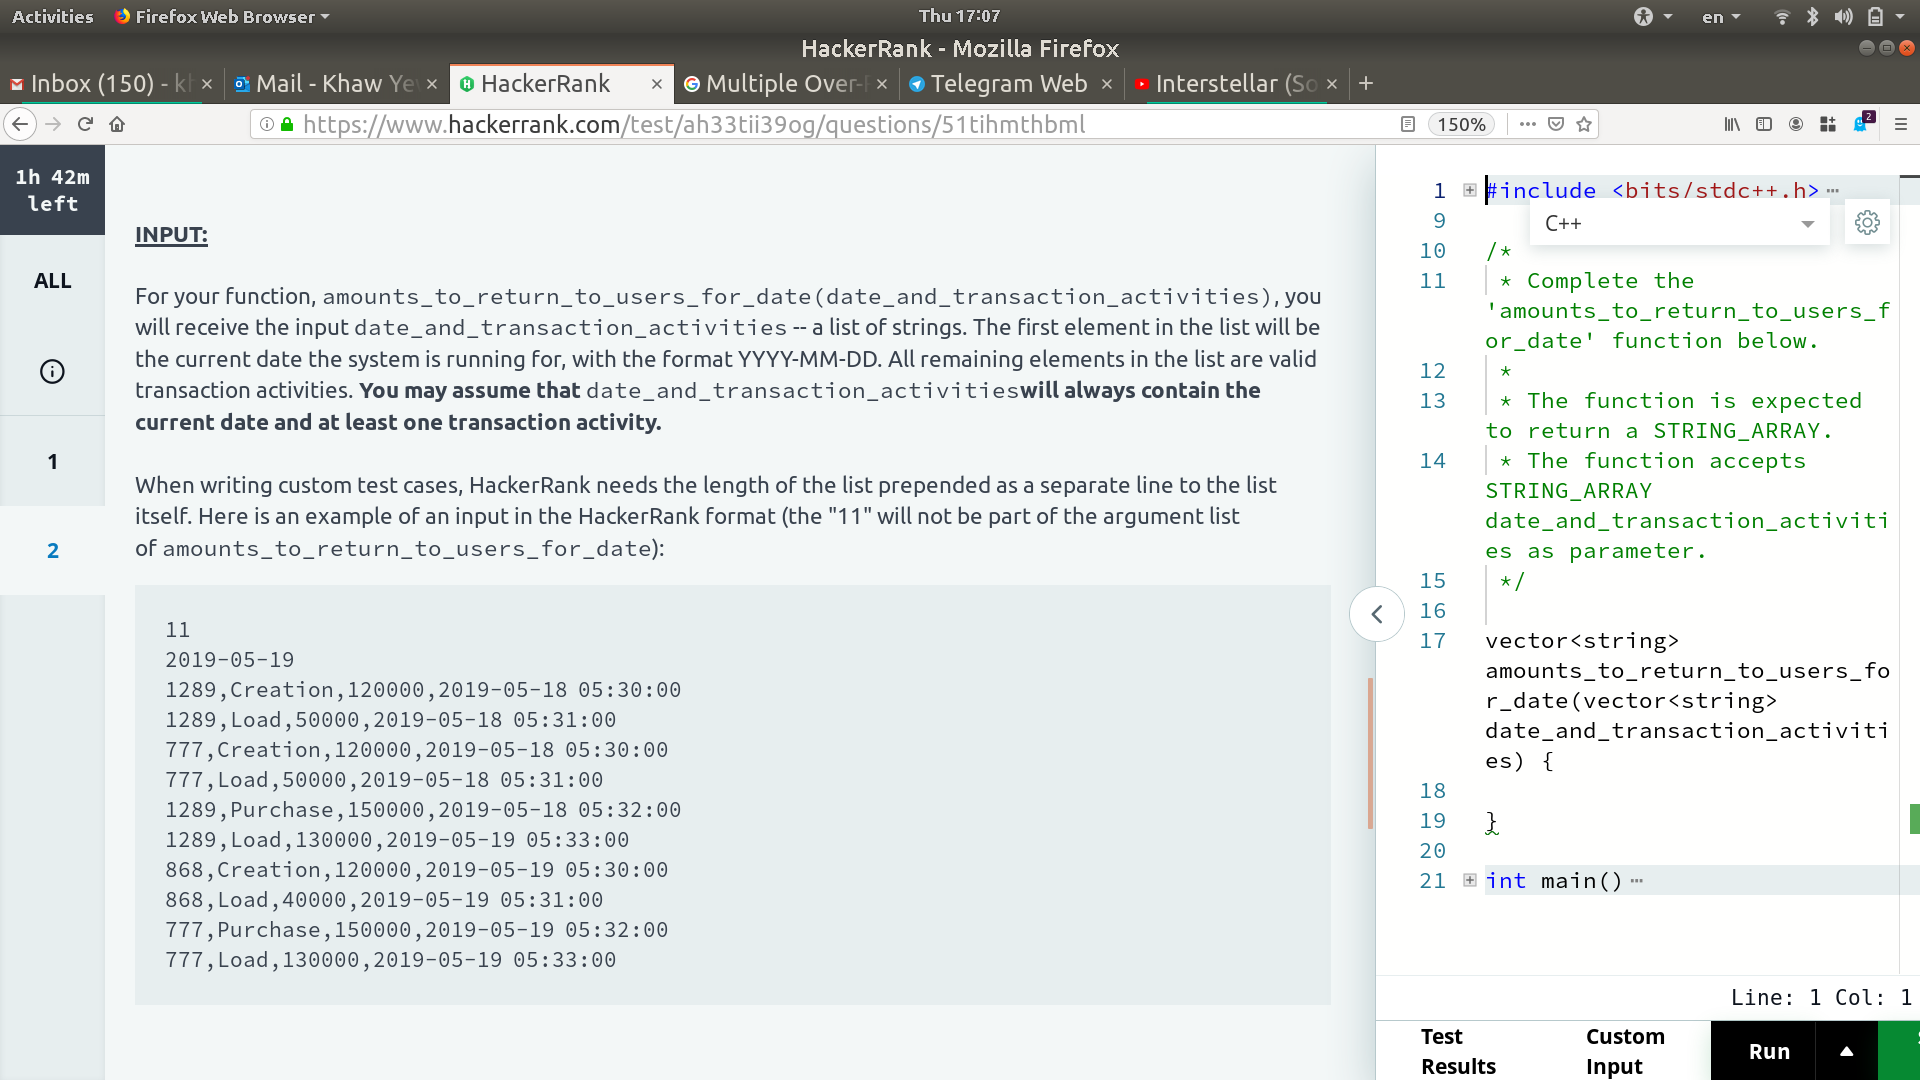 Activities Firefox Web Browser Thu 17:07 en
HackerRank - Mozilla Firefox
Inbox (150) - kh Mail - Khaw Ye HackerRank Multiple Over- Telegram Web Interstellar (So
https://www.hackerrank.com/test/ah33tii39og/questions/51tihmthbml 150% 2
1h 42m
left
ALL
1
2
INPUT:
For your function, amounts_to_return_to_users_for_date(date_and_transaction_activities), you
will receive the input date_and_transaction_activities -- a list of strings. The first element in the list will be
the current date the system is running for, with the format YYYY-MM-DD. All remaining elements in the list are valid
transaction activities. You may assume that date_and_transaction_activitieswill always contain the
current date and at least one transaction activity.
When writing custom test cases, HackerRank needs the length of the list prepended as a separate line to the list
itself. Here is an example of an input in the HackerRank format (the "11" will not be part of the argument list
of amounts_to_return_to_users_for_date):
11
2019-05-19
1289,Creation,120000,2019-05-18 05:30:00
1289,Load,50000,2019-05-18 05:31:00
777,Creation,120000,2019-05-18 05:30:00
777,Load,50000,2019-05-18 05:31:00
1289,Purchase,150000,2019-05-18 05:32:00
1289,Load,130000,2019-05-19 05:33:00
868,Creation,120000,2019-05-19 05:30:00
868,Load,40000,2019-05-19 05:31:00
777,Purchase,150000,2019-05-19 05:32:00
777,Load,130000,2019-05-19 05:33:00
C++
1 #include <bits/stdc++.h>
9
10 /*
11 * Complete the
'amounts_to_return_to_users_f
or_date' function below.
12 *
13 * The function is expected
to return a STRING_ARRAY.
14 * The function accepts
STRING_ARRAY
date_and_transaction_activiti
es as parameter.
15 */
16
17 vector<string>
amounts_to_return_to_users_fo
r_date(vector<string>
date_and_transaction_activiti
es) {
18
19 }
20
21 int main()
Line: 1 Col: 1
Test
Results
Custom
Input
Run